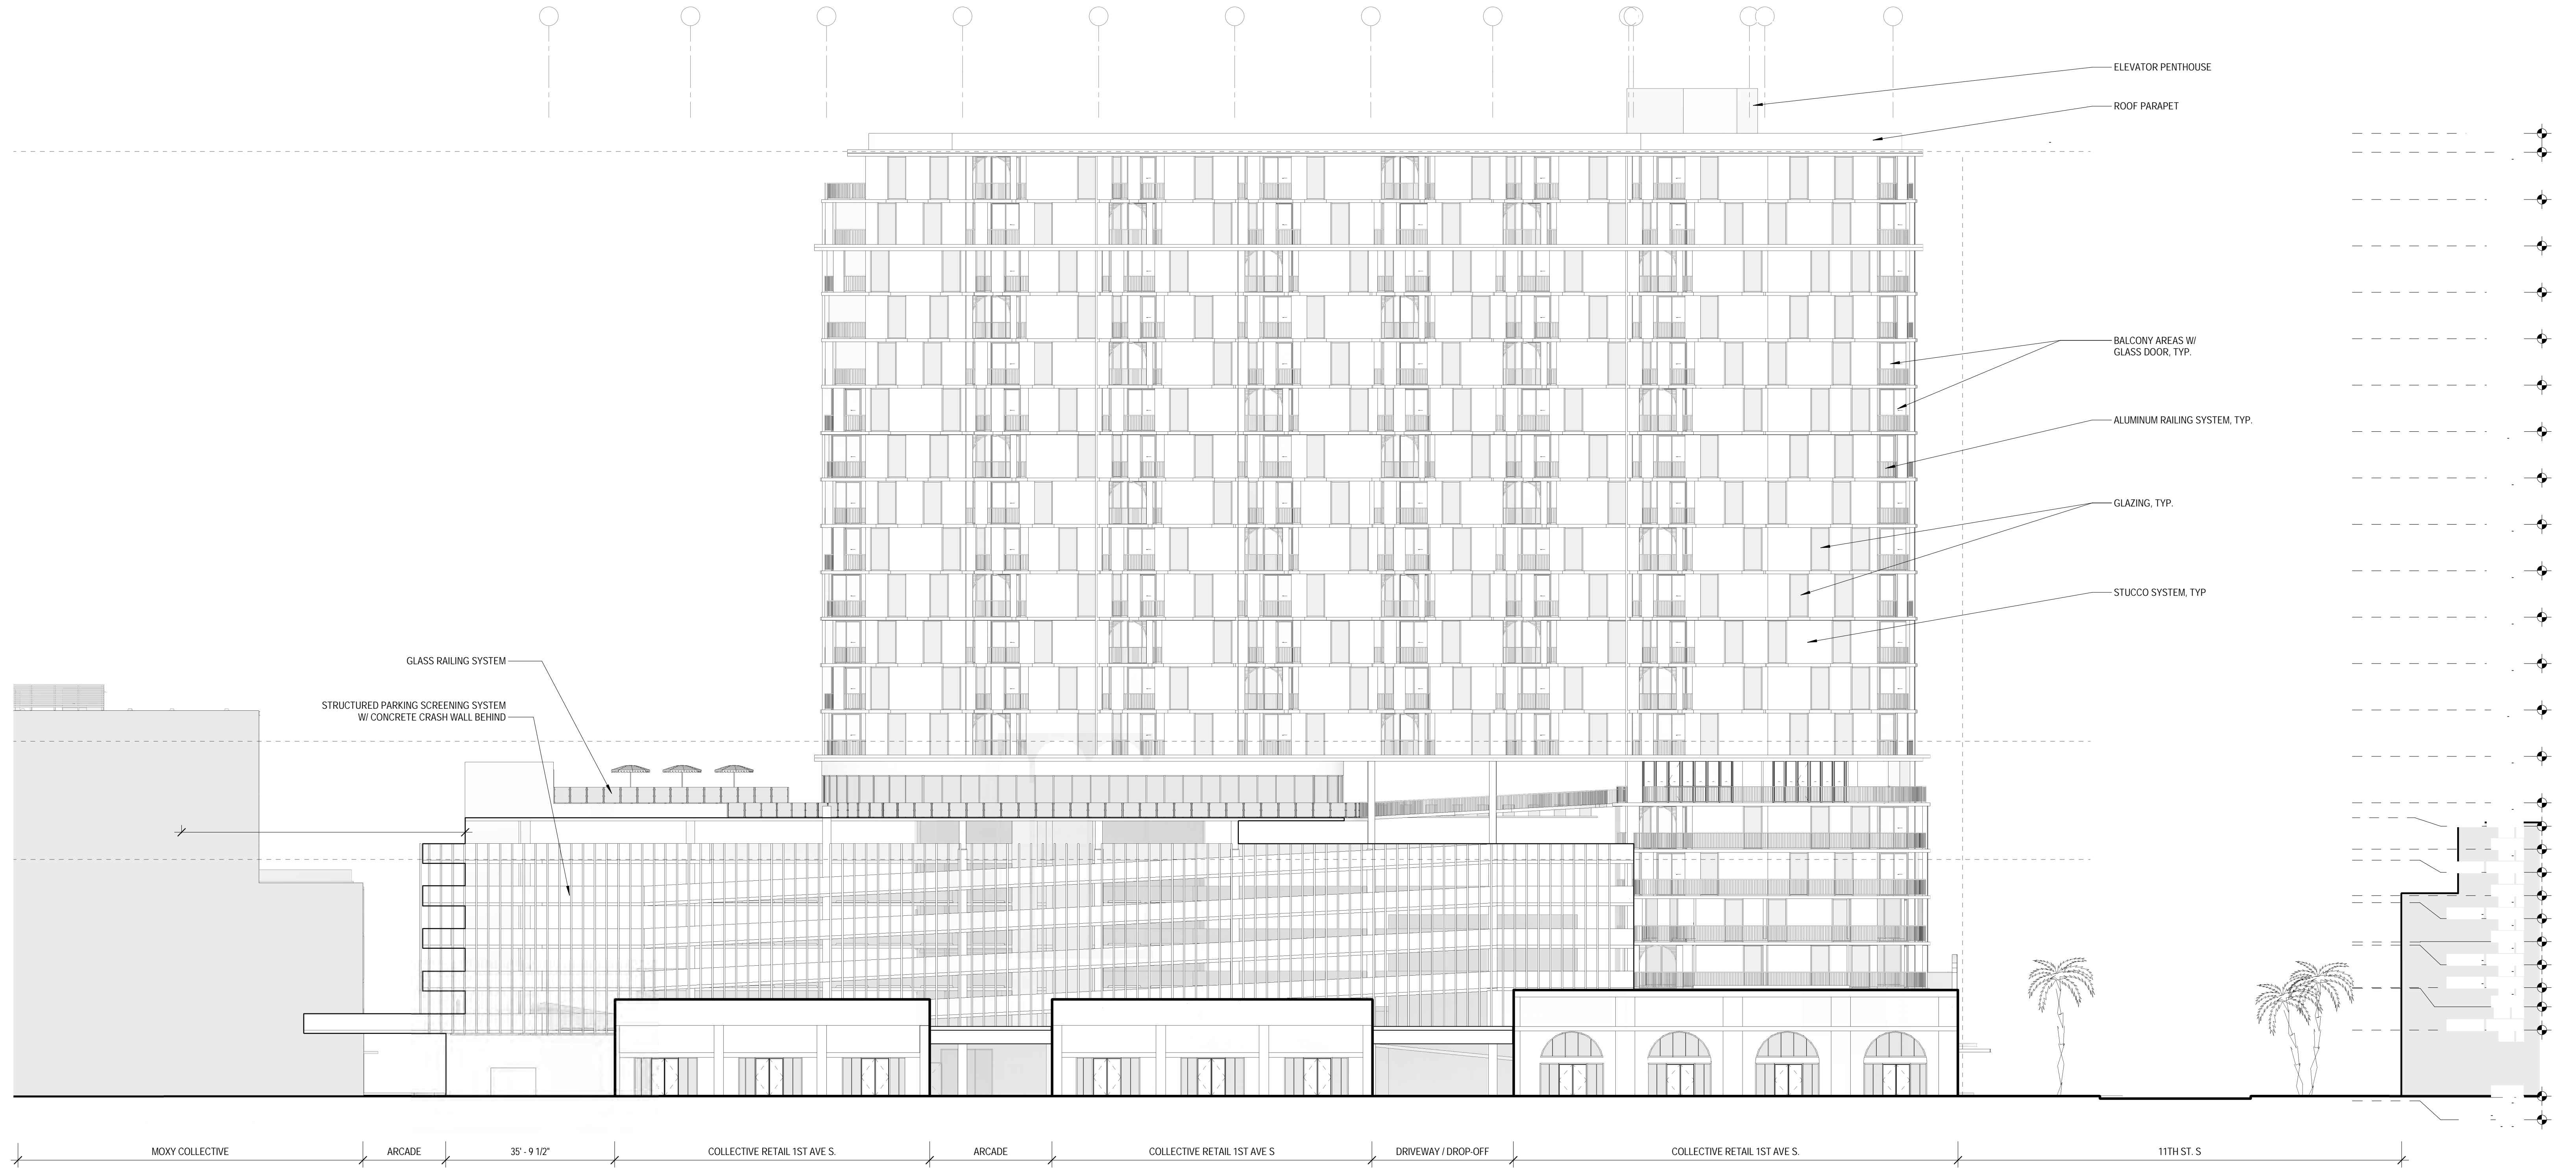 ELEVATOR PENTHOUSE
ROOF PARAPET
BALCONY AREAS W/
GLASS DOOR, TYP.
ALUMINUM RAILING SYSTEM, TYP.
GLAZING, TYP.
STUCCO SYSTEM, TYP
GLASS RAILING SYSTEM
STRUCTURED PARKING SCREENING SYSTEM
W/ CONCRETE CRASH WALL BEHIND
MOXY COLLECTIVE
ARCADE
35' - 9 1/2"
COLLECTIVE RETAIL 1ST AVE S.
ARCADE
COLLECTIVE RETAIL 1ST AVE S
DRIVEWAY / DROP-OFF
COLLECTIVE RETAIL 1ST AVE S.
11TH ST. S